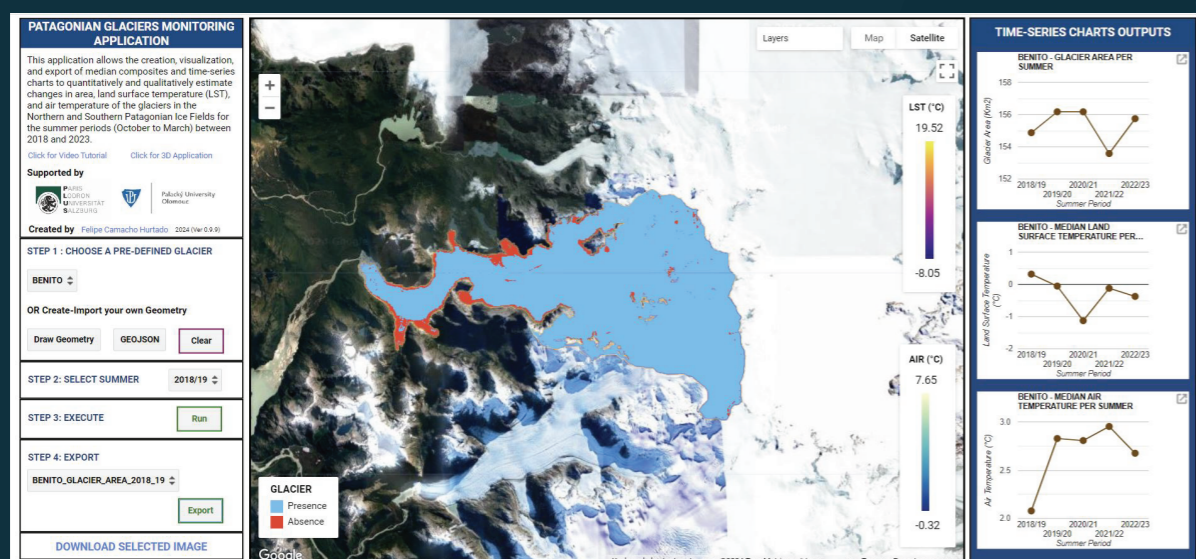 PATAGONIAN GLACIERS MONITORING
APPLICATION
This application allows the creation, visualization,
and export of median composites and time-series
charts to quantitatively and qualitatively estimate
changes in area, land surface temperature (LST),
and air temperature of the glaciers in the
Northern and Southern Patagonian Ice Fields for
the summer periods (October to March) between
2018 and 2023.
Click for Video Tutorial Click for 3D Application
Supported by
PARIS
LODRON
UNIVERSITÄT
SALZBURG
Palacký University
Olomouc
Created by Felipe Camacho Hurtado 2024 (Ver 0.9.9)
STEP 1 : CHOOSE A PRE-DEFINED GLACIER
BENITO
OR Create-Import your own Geometry
Draw Geometry GEOJSON Clear
STEP 2: SELECT SUMMER 2018/19
STEP 3: EXECUTE Run
STEP 4: EXPORT
BENITO_GLACIER_AREA_2018_19
Export
DOWNLOAD SELECTED IMAGE
+
−
Layers Map Satellite
LST (°C)
19.52
-8.05
AIR (°C)
7.65
-0.32
GLACIER
Presence
Absence
Google
TIME-SERIES CHARTS OUTPUTS
BENITO - GLACIER AREA PER
SUMMER
Glacier Area (Km2)
158
156
154
152
2018/19 2020/21 2022/23
2019/20 2021/22
Summer Period
BENITO - MEDIAN LAND
SURFACE TEMPERATURE PER...
Land Surface Temperature
(°C)
1
0
-1
-2
2018/19 2020/21 2022/23
2019/20 2021/22
Summer Period
BENITO - MEDIAN AIR
TEMPERATURE PER SUMMER
Air Temperature (°C)
3.0
2.5
2.0
2018/19 2020/21 2022/23
2019/20 2021/22
Summer Period